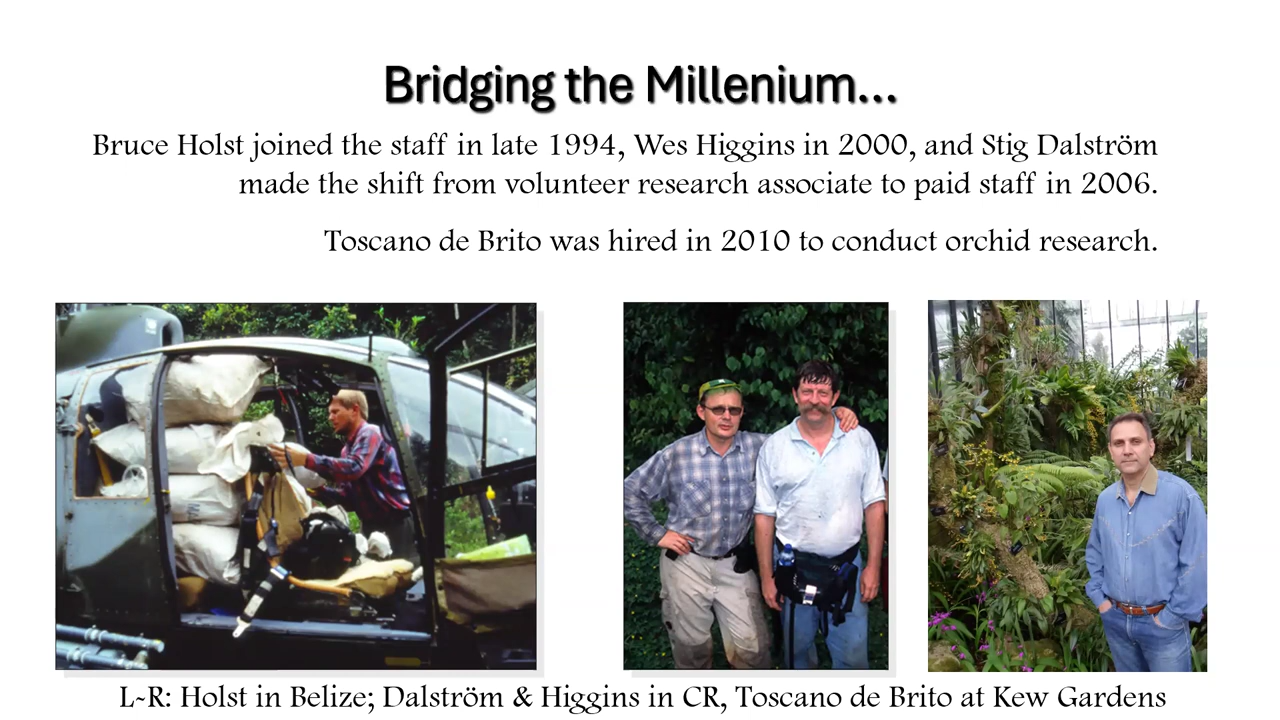 Bridging the Millenium...
Bruce Holst joined the staff in late 1994, Wes Higgins in 2000, and Stig Dalström
made the shift from volunteer research associate to paid staff in 2006.
Toscano de Brito was hired in 2010 to conduct orchid research.
L~R: Holst in Belize; Dalström & Higgins in CR, Toscano de Brito at Kew Gardens